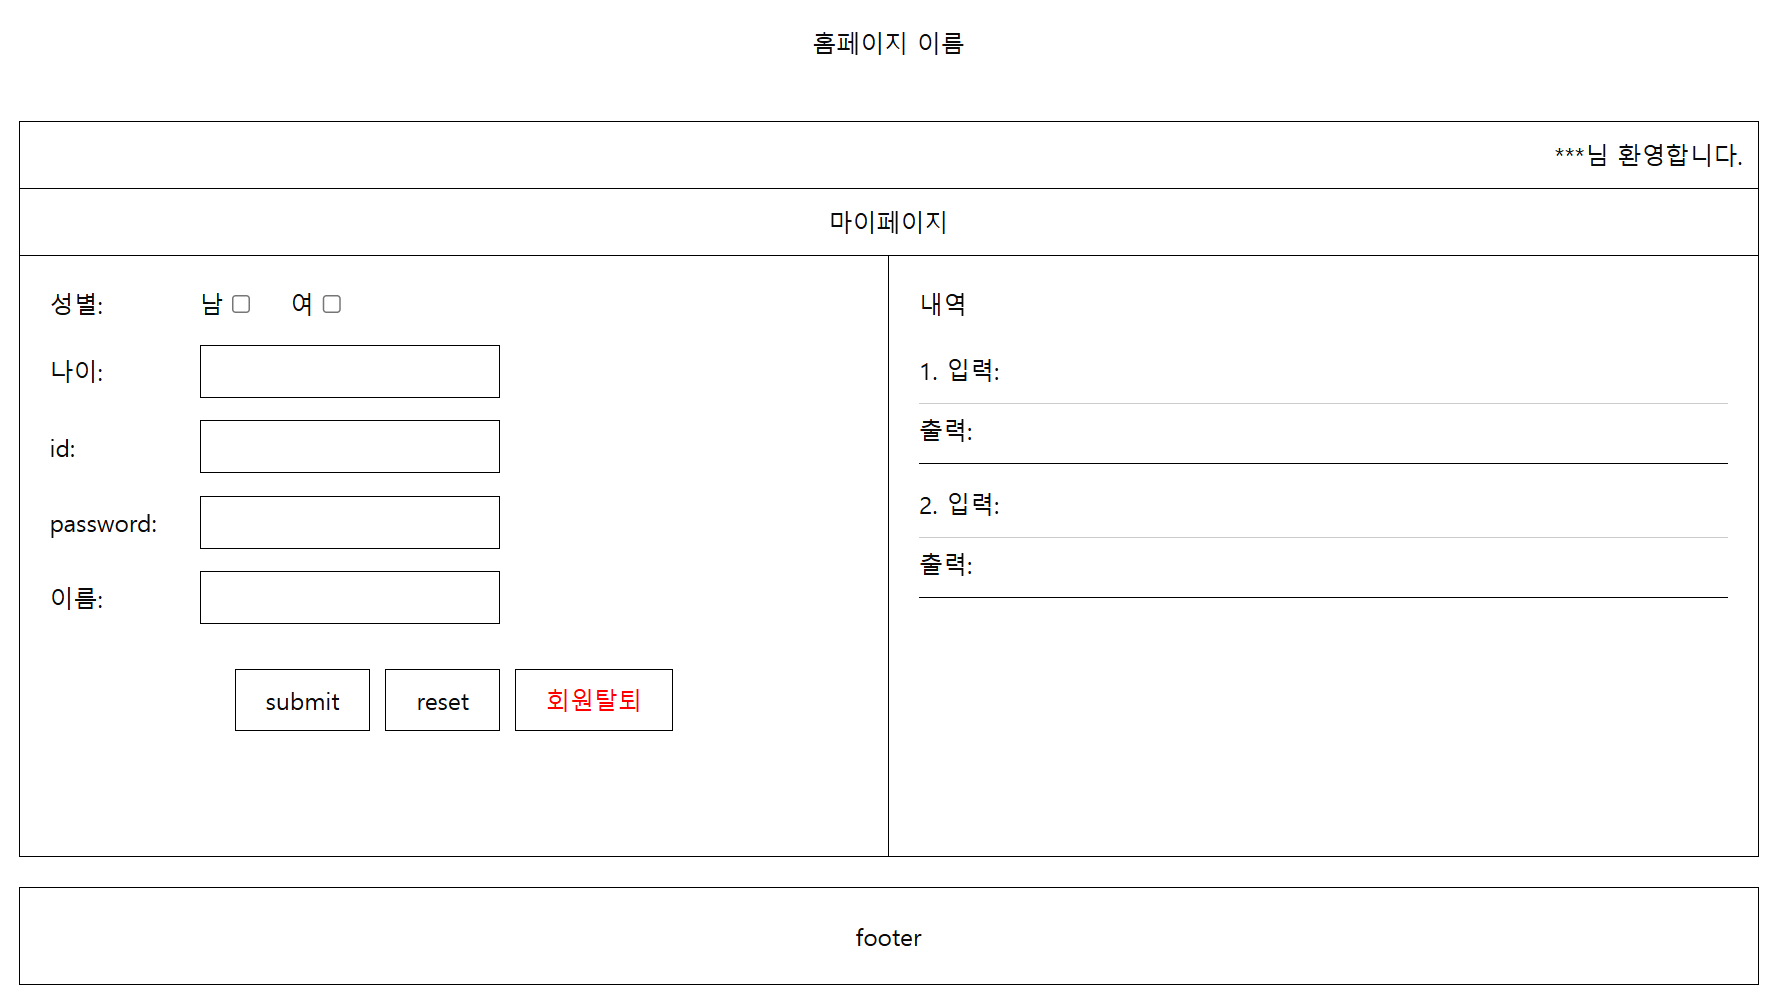 홈페이지 이름
***님 환영합니다.
마이페이지
성별: 남 여
나이:
id:
password:
이름:
submit reset 회원탈퇴
내역
1. 입력:
출력:
2. 입력:
출력:
footer